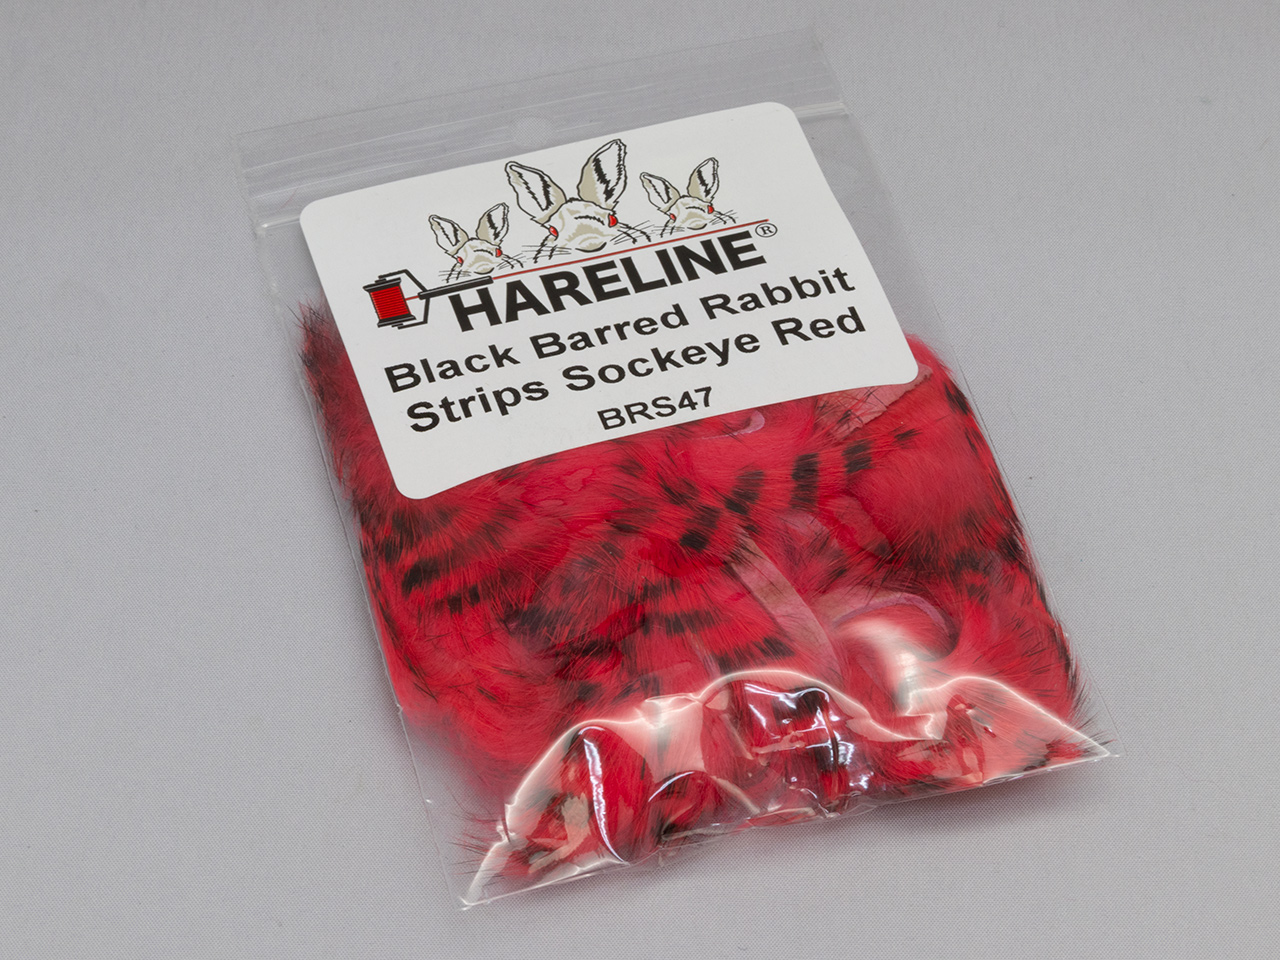 HARELINE®
Black Barred Rabbit
Strips Sockeye Red
BRS47